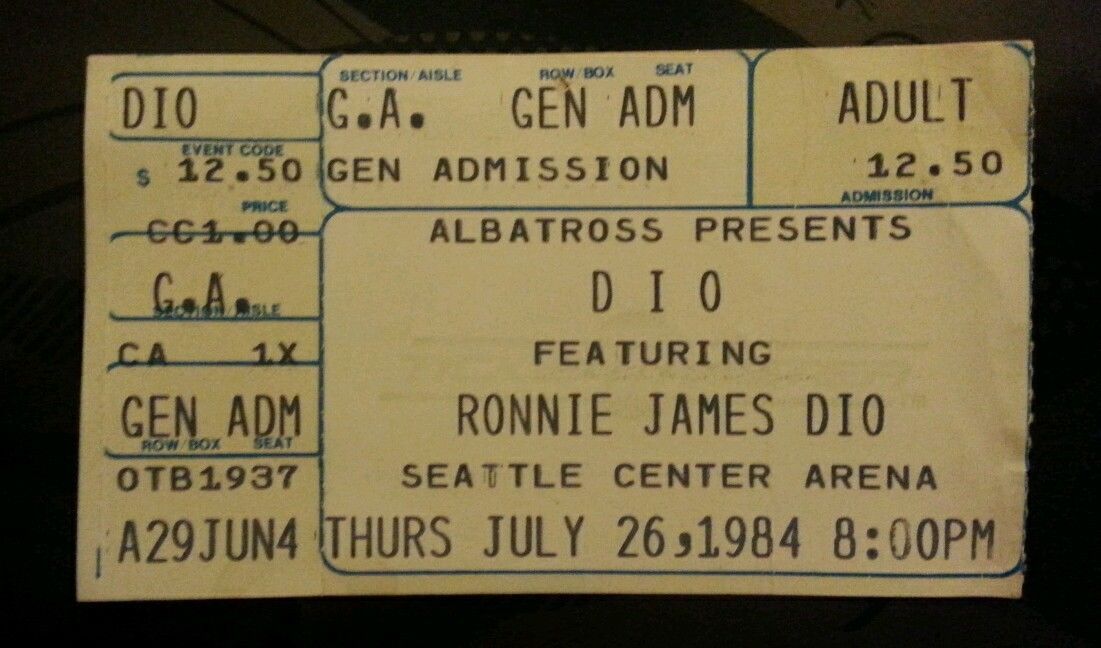 DIO
EVENT CODE
$ 12.50
PRICE
CC1.00
G.A.
SECTION/AISLE
CA 1X
GEN ADM
ROW/BOX SEAT
OTB1937
A29JUN4
SECTION/AISLE ROW/BOX SEAT
G.A. GEN ADM
GEN ADMISSION
ADULT
12.50
ADMISSION
ALBATROSS PRESENTS
D I O
FEATURING
RONNIE JAMES DIO
SEATTLE CENTER ARENA
THURS JULY 26,1984 8:00PM